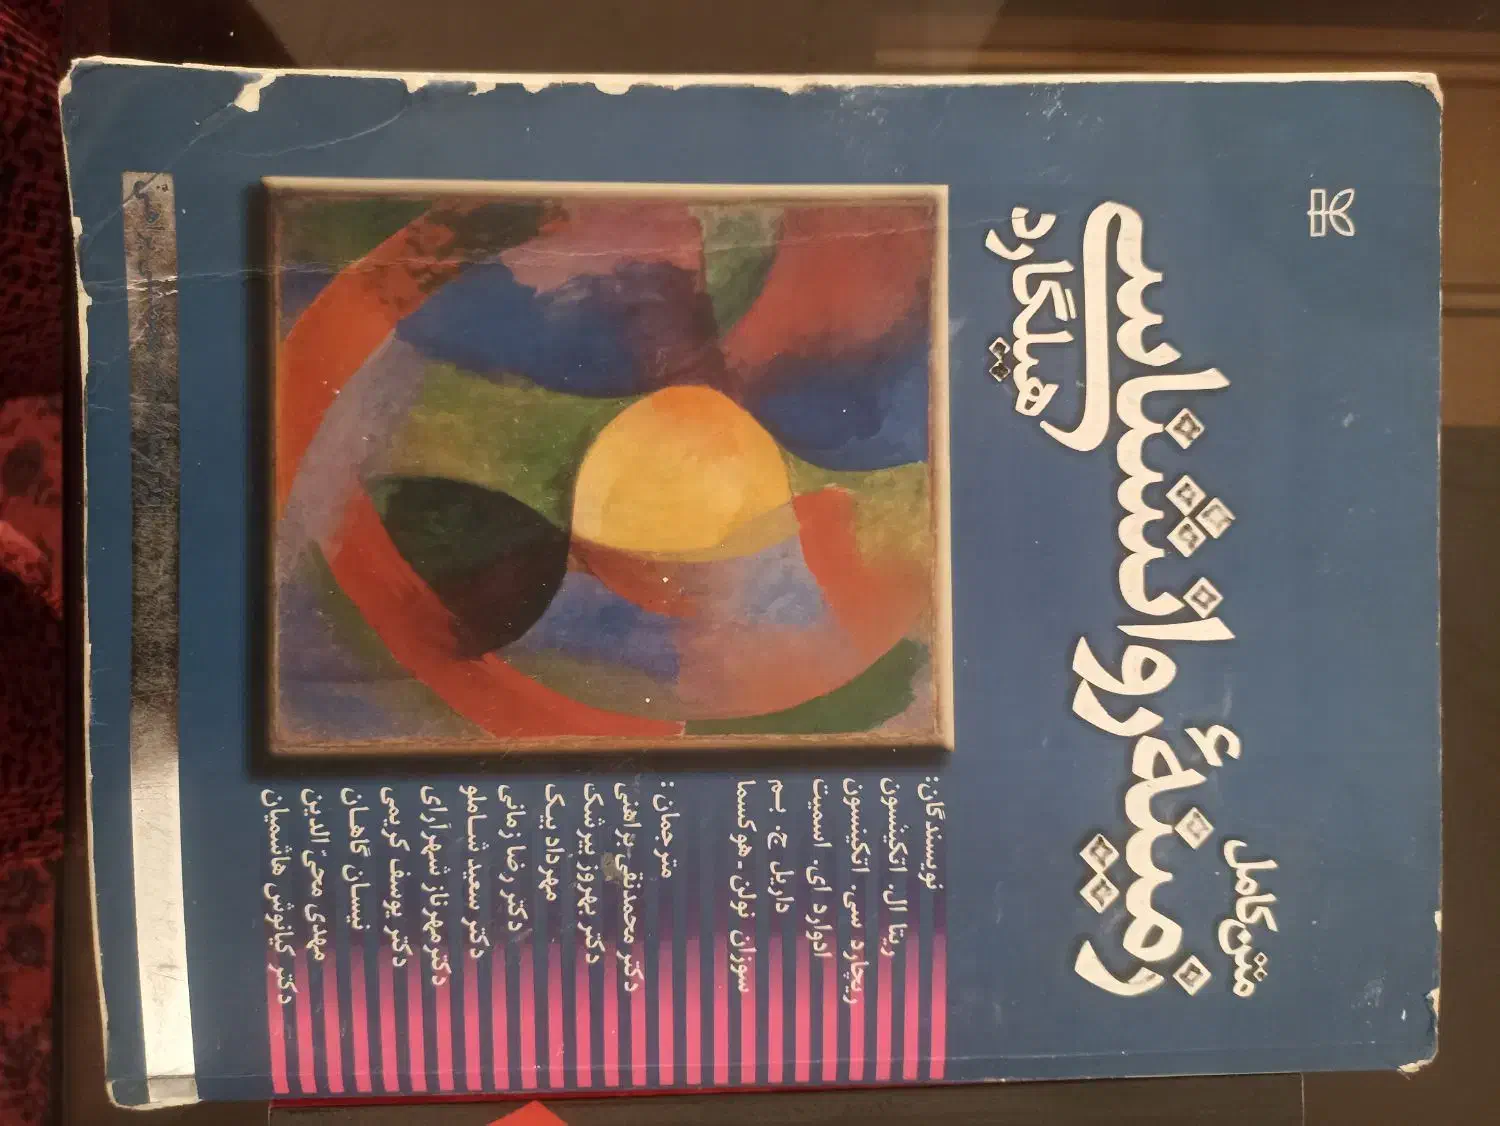 متن کامل
زمینهٔ روانشناسی
هیلگارد
نویسندگان:
ریتا ال. اتکینسون
ریچارد سی. اتکینسون
ادوارد ای. اسمیت
داریل ج. بم
سوزان نولن-هوکسما
مترجمان:
دکتر محمدنقی براهنی
دکتر بهروز بیرشک
مهرداد بیک
دکتر رضا زمانی
دکتر سعید شاملو
دکتر مهرناز شهرآرای
دکتر یوسف کریمی
نیسان گاهان
مهدی محیّ الدین
دکتر کیانوش هاشمیان